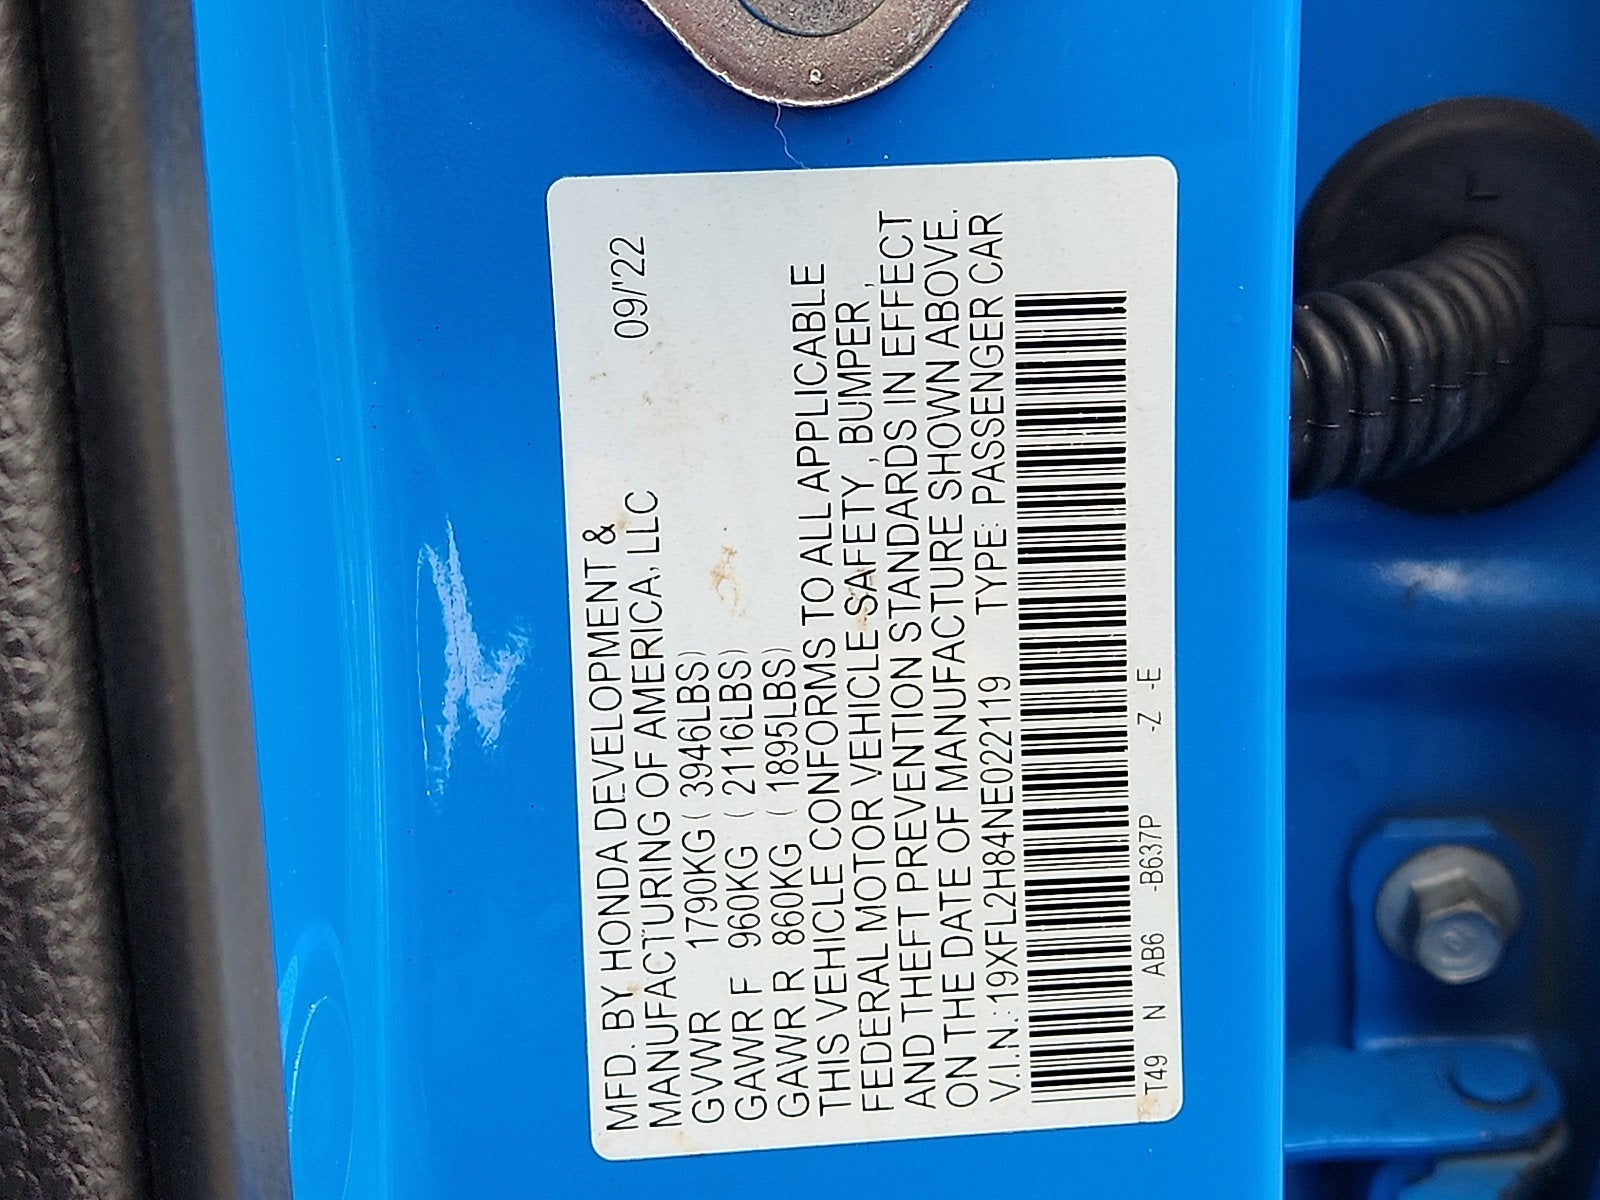 MFD. BY HONDA DEVELOPMENT &
MANUFACTURING OF AMERICA, LLC 09/'22
GVWR 1790KG ( 3946LBS)
GAWR F 960KG ( 2116LBS)
GAWR R 860KG ( 1895LBS)
THIS VEHICLE CONFORMS TO ALL APPLICABLE
FEDERAL MOTOR VEHICLE SAFETY, BUMPER,
AND THEFT PREVENTION STANDARDS IN EFFECT
ON THE DATE OF MANUFACTURE SHOWN ABOVE.
V.I.N.:19XFL2H84NE022119 TYPE: PASSENGER CAR
T49 N AB6 -B637P -Z -E